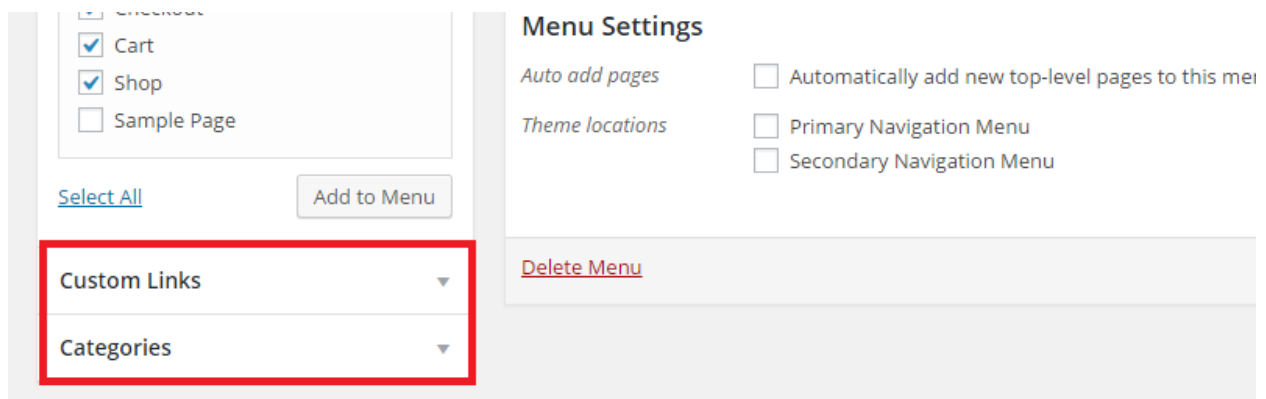 Checkout
Cart
Shop
Sample Page
Select All
Add to Menu
Custom Links
Categories
Menu Settings
Auto add pages
Automatically add new top-level pages to this
Theme locations
Primary Navigation Menu
Secondary Navigation Menu
Delete Menu